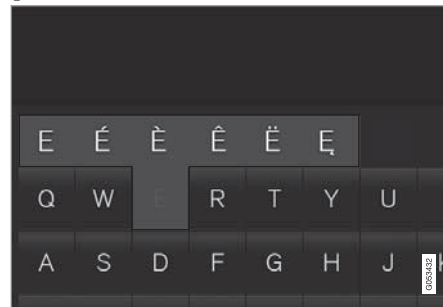 E É È Ê Ë Ę
Q W E R T Y U
A S D F G H J K
G053432